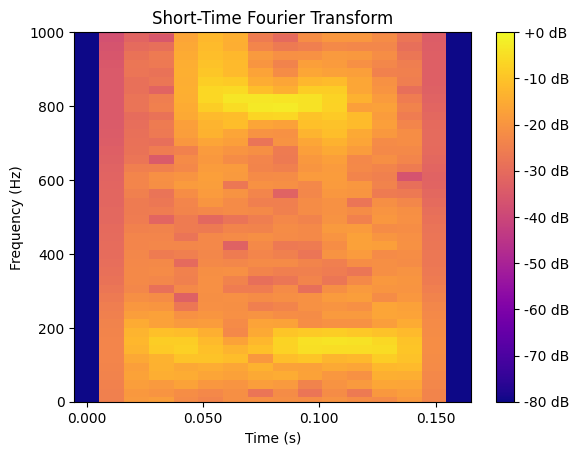 Short-Time Fourier Transform
1000
800
600
400
200
0
Frequency (Hz)
0.000
0.050
0.100
0.150
Time (s)
+0 dB
-10 dB
-20 dB
-30 dB
-40 dB
-50 dB
-60 dB
-70 dB
-80 dB